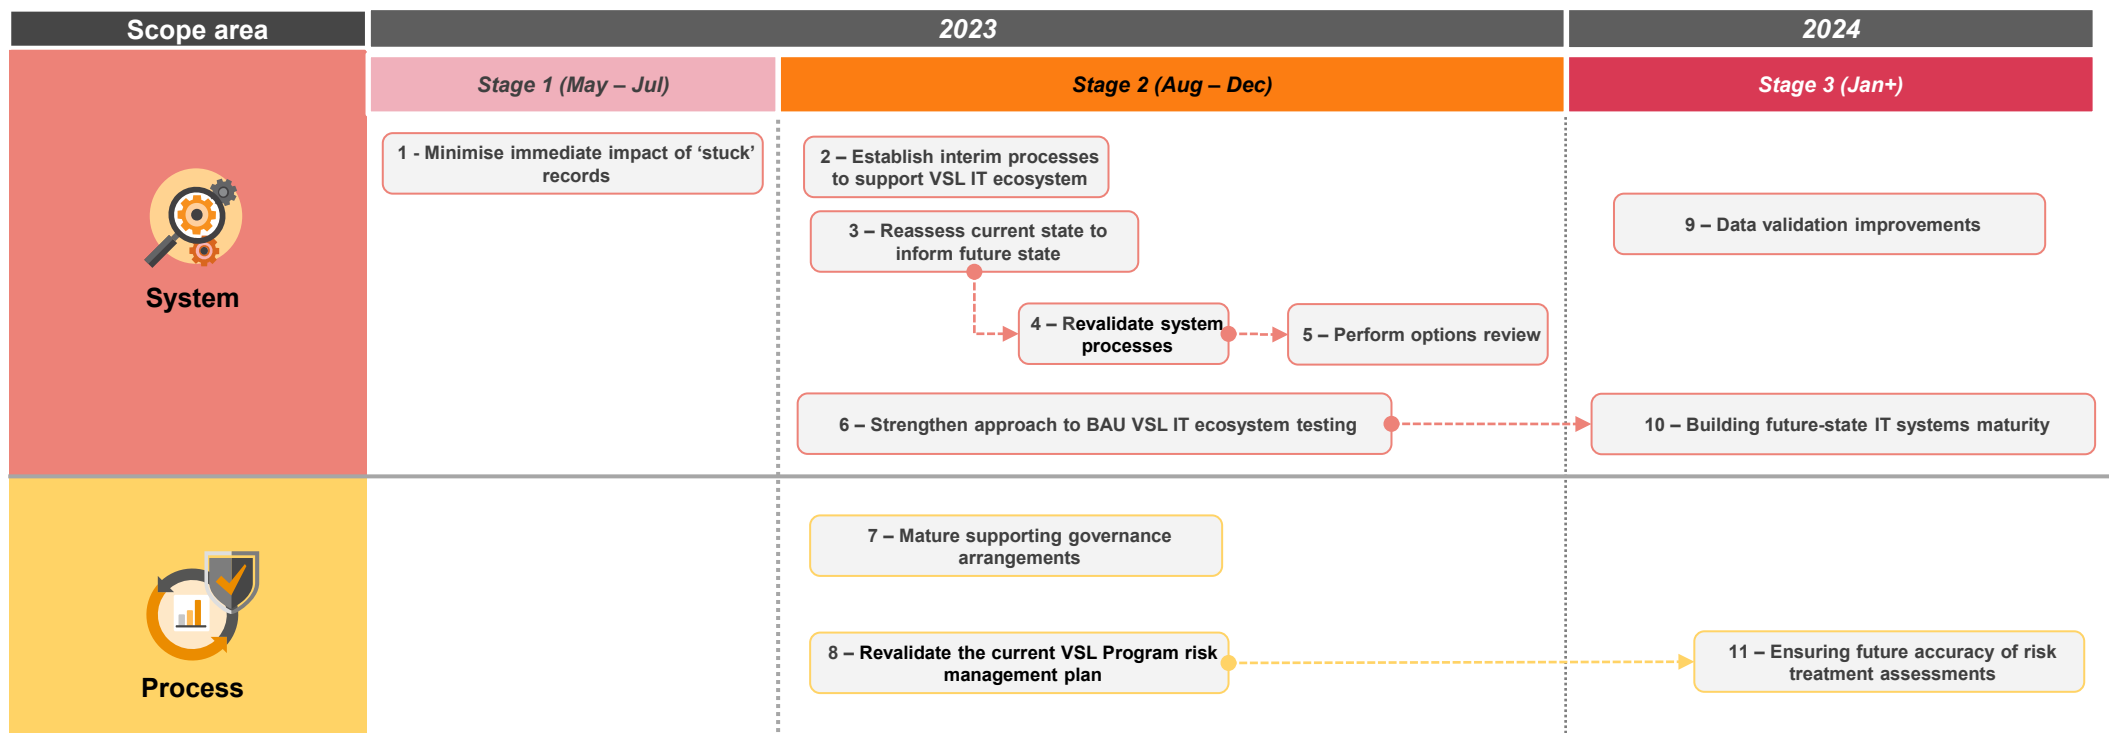 Scope area
2023
2024
Stage 1 (May – Jul)
Stage 2 (Aug – Dec)
Stage 3 (Jan+)
System
1 - Minimise immediate impact of ‘stuck’
records
2 – Establish interim processes
to support VSL IT ecosystem
3 – Reassess current state to
inform future state
4 – Revalidate system
processes
5 – Perform options review
6 – Strengthen approach to BAU VSL IT ecosystem testing
9 – Data validation improvements
10 – Building future-state IT systems maturity
Process
7 – Mature supporting governance
arrangements
8 – Revalidate the current VSL Program risk
management plan
11 – Ensuring future accuracy of risk
treatment assessments